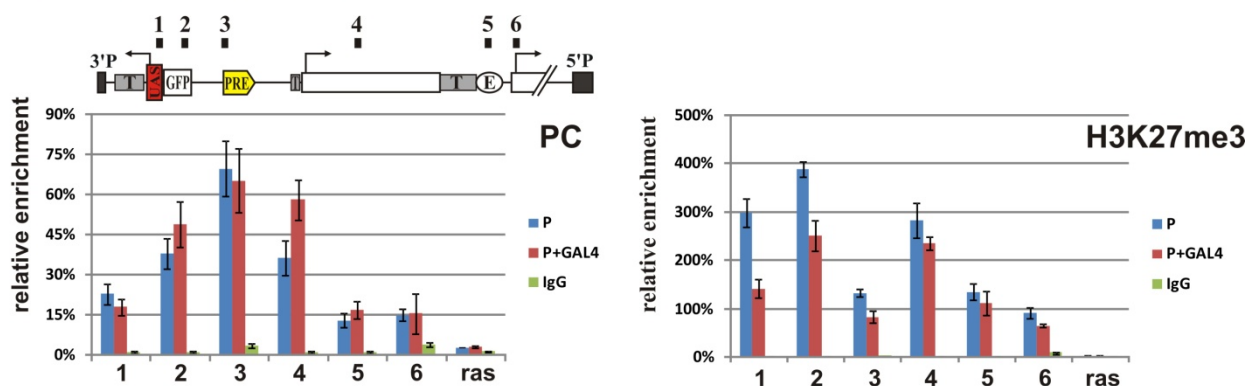 1 2 3 4 5 6
3'P T UAS GFP PRE T T E 5'P
PC
relative enrichment
90%
75%
60%
45%
30%
15%
0%
1 2 3 4 5 6 ras
P
P+GAL4
IgG
H3K27me3
relative enrichment
500%
400%
300%
200%
100%
0%
1 2 3 4 5 6 ras
P
P+GAL4
IgG